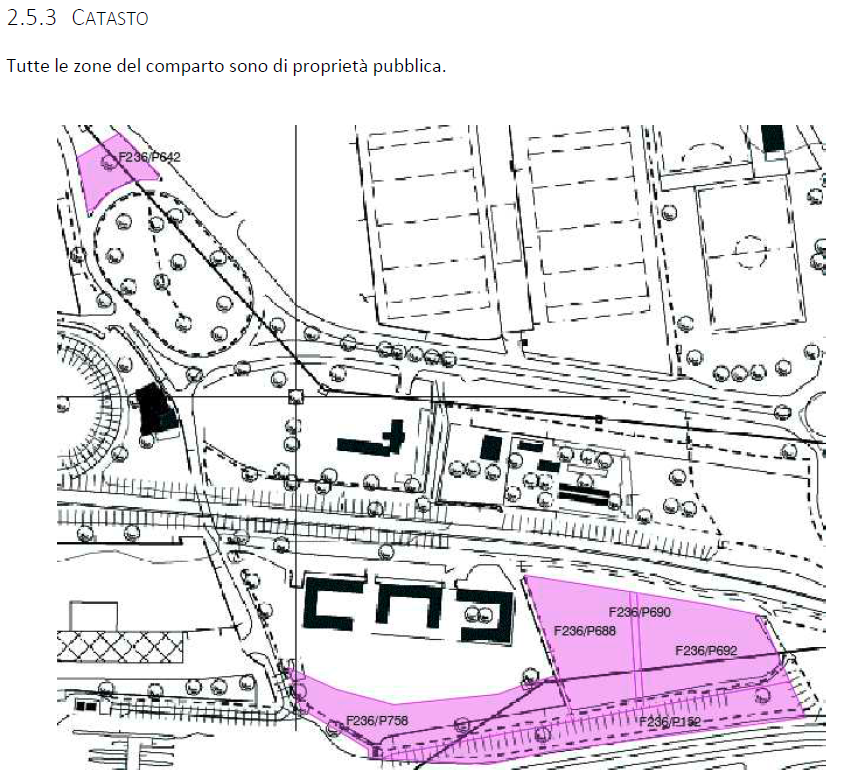 2.5.3 CATASTO
Tutte le zone del comparto sono di proprietà pubblica.
F236/P642
F236/P690
F236/P688
F236/P692
F236/P758
F236/P152